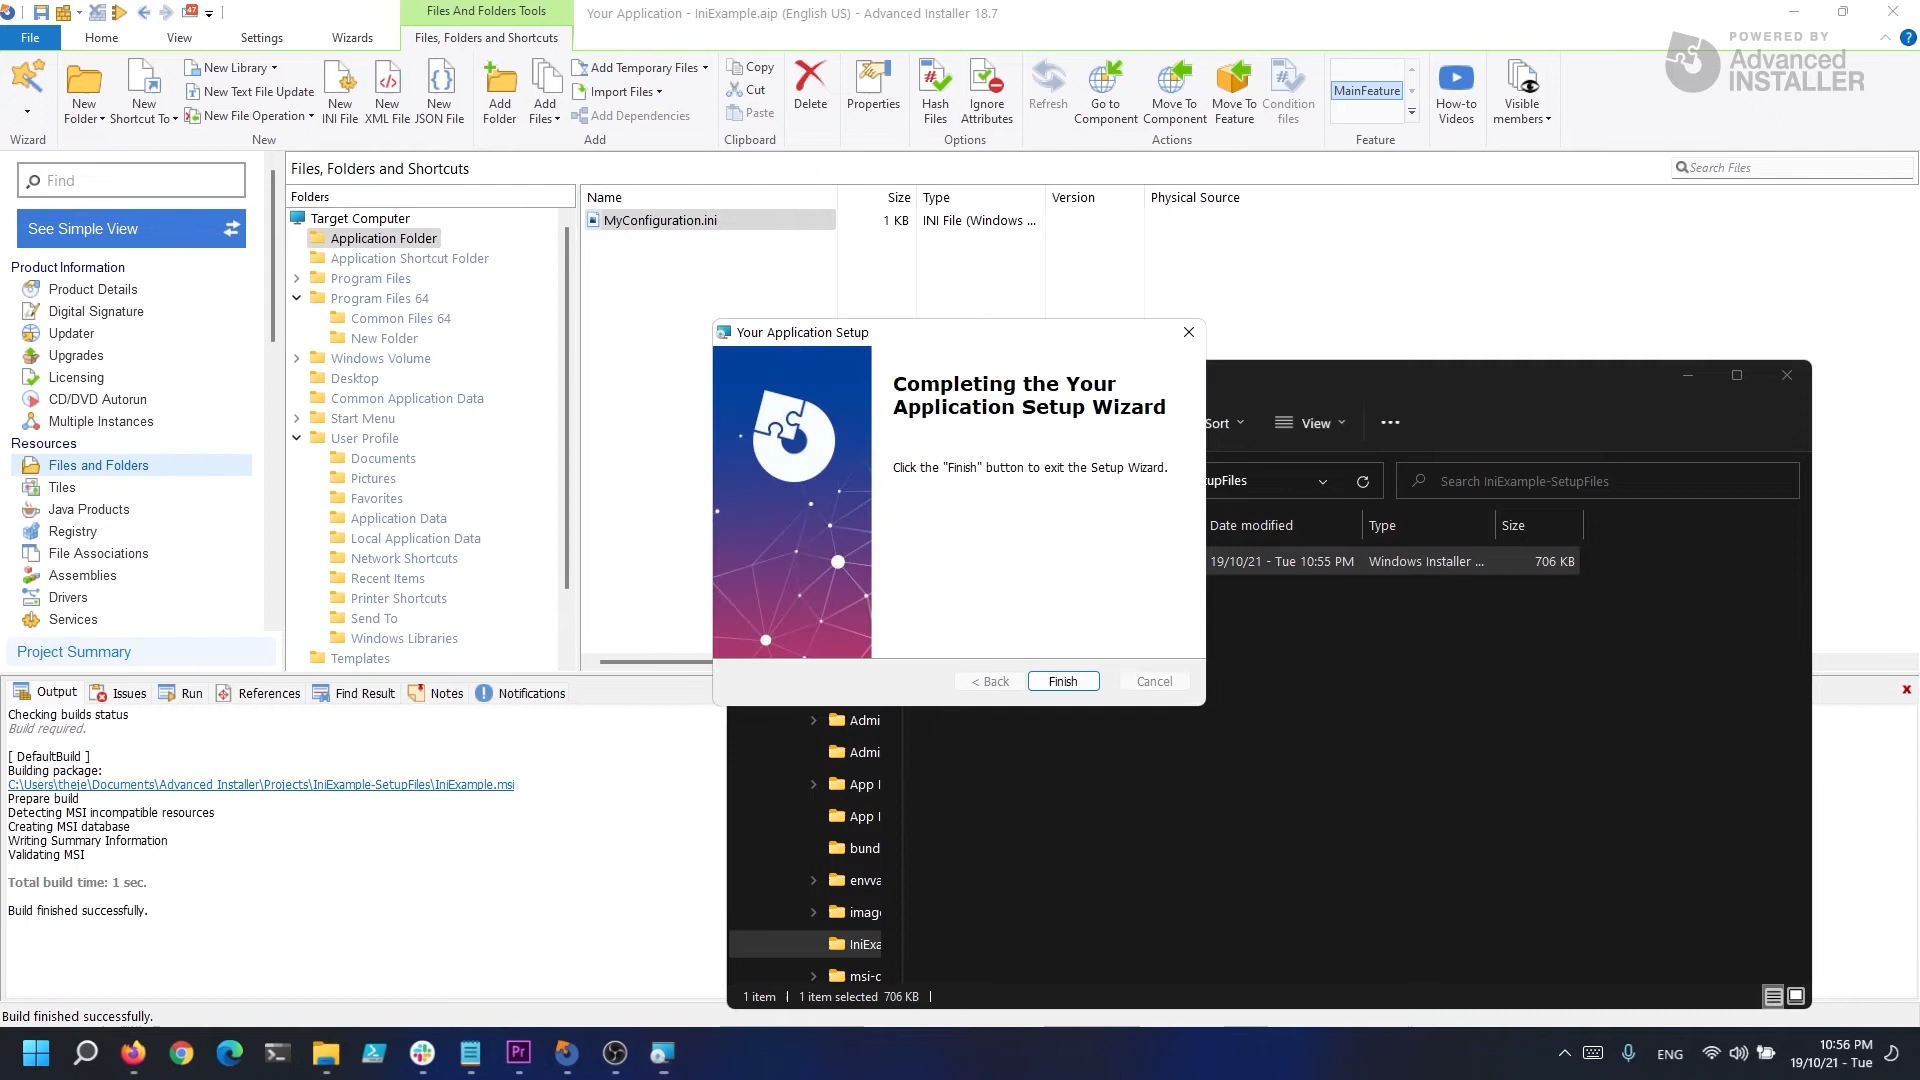 47
Files And Folders Tools
Your Application - IniExample.aip (English US) - Advanced Installer 18.7
File
Home
View
Settings
Wizards
Files, Folders and Shortcuts
?
POWERED BY
Advanced
INSTALLER
Wizard
New
Folder
New
Shortcut To
New Library
New Text File Update
New File Operation
New
INI File
New
XML File
New
JSON File
New
Add
Folder
Add
Files
Add Temporary Files
Import Files
Add Dependencies
Add
Copy
Cut
Paste
Clipboard
Delete
Properties
Hash
Files
Ignore
Attributes
Options
Refresh
Go to
Component
Move To
Component
Move To
Feature
Condition
files
Actions
MainFeature
Feature
How-to
Videos
Visible
members
Find
See Simple View
Product Information
Product Details
Digital Signature
Updater
Upgrades
Licensing
CD/DVD Autorun
Multiple Instances
Resources
Files and Folders
Tiles
Java Products
Registry
File Associations
Assemblies
Drivers
Services
Project Summary
Files, Folders and Shortcuts
Search Files
Folders
Target Computer
Application Folder
Application Shortcut Folder
Program Files
Program Files 64
Common Files 64
New Folder
Windows Volume
Desktop
Common Application Data
Start Menu
User Profile
Documents
Pictures
Favorites
Application Data
Local Application Data
Network Shortcuts
Recent Items
Printer Shortcuts
Send To
Windows Libraries
Templates
Name Size Type Version Physical Source
MyConfiguration.ini 1 KB INI File (Windows ...
Your Application Setup
Completing the Your
Application Setup Wizard
Click the "Finish" button to exit the Setup Wizard.
< Back
Finish
Cancel
Sort
View
upFiles
Search IniExample-SetupFiles
Date modified Type Size
19/10/21 - Tue 10:55 PM Windows Installer ... 706 KB
Admi
Admi
App
App
bund
envva
image
IniExa
msi-c
1 item 1 item selected 706 KB
Output
Issues
Run
References
Find Result
Notes
Notifications
Checking builds status
Build required.
[ DefaultBuild ]
Building package:
C:\Users\theje\Documents\Advanced Installer\Projects\IniExample-SetupFiles\IniExample.msi
Prepare build
Detecting MSI incompatible resources
Creating MSI database
Writing Summary Information
Validating MSI
Total build time: 1 sec.
Build finished successfully.
Build finished successfully.
Pr
ENG
10:56 PM
19/10/21 - Tue